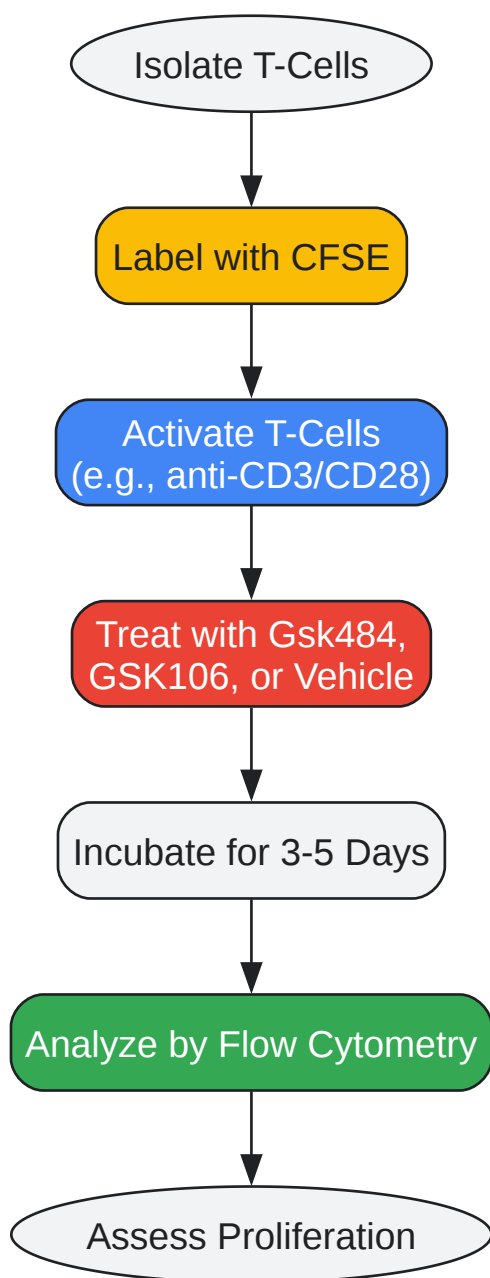 Isolate T-Cells
Label with CFSE
Activate T-Cells
(e.g., anti-CD3/CD28)
Treat with Gsk484,
GSK106, or Vehicle
Incubate for 3-5 Days
Analyze by Flow Cytometry
Assess Proliferation